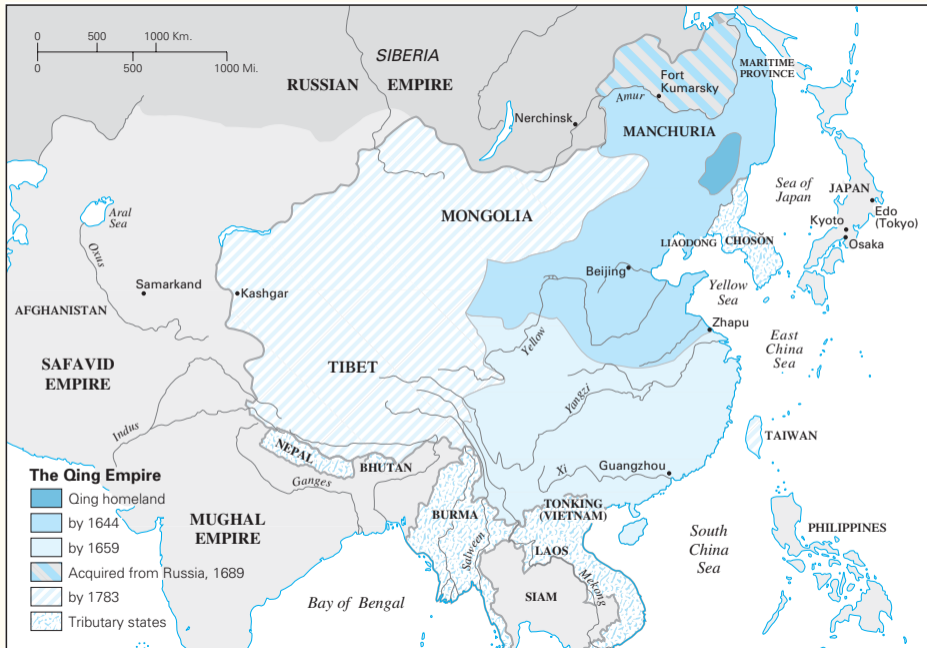 0 500 1000 Km.
0 500 1000 Mi.
SIBERIA
RUSSIAN EMPIRE
MARITIME
PROVINCE
Fort
Kumarsky
Amur
Nerchinsk
MANCHURIA
Aral
Sea
Oxus
MONGOLIA
Sea of
Japan
JAPAN
Edo
(Tokyo)
Kyoto
Osaka
LIAODONG
CHOSŎN
Samarkand
Kashgar
Beijing
AFGHANISTAN
Yellow
Sea
Zhapu
Yellow
East
China
Sea
SAFAVID
EMPIRE
TIBET
Yangzi
Indus
NEPAL
BHUTAN
Ganges
TAIWAN
Xi
Guangzhou
The Qing Empire
Qing homeland
by 1644
by 1659
Acquired from Russia, 1689
by 1783
Tributary states
MUGHAL
EMPIRE
BURMA
Salween
TONKING
(VIETNAM)
LAOS
Mekong
SIAM
South
China
Sea
PHILIPPINES
Bay of Bengal